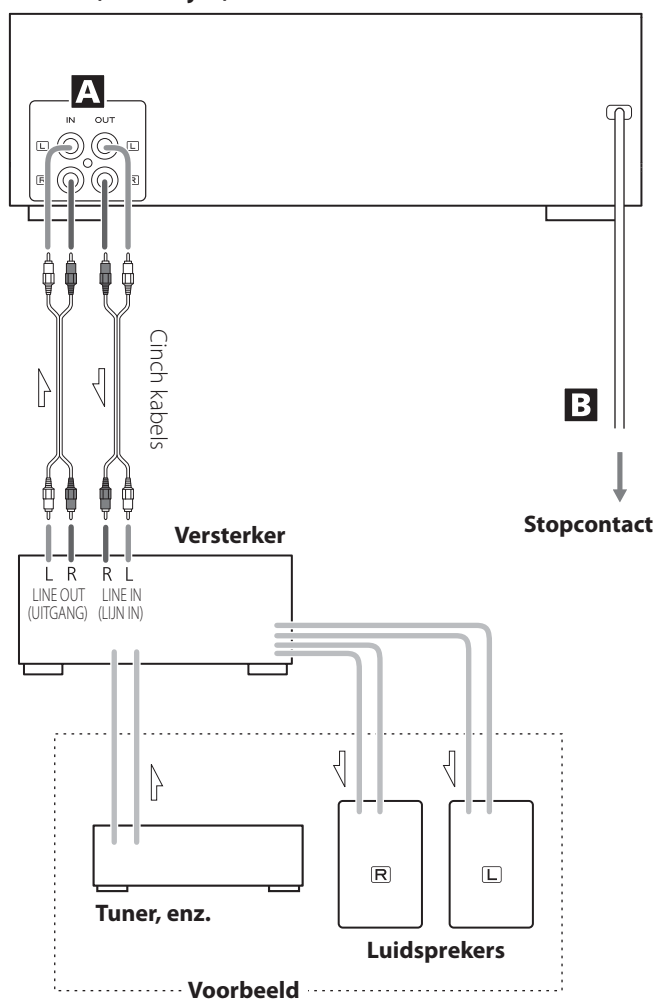 A
IN OUT
L L
R R
Cinch kabels
B
Stopcontact
Versterker
L R R L
LINE OUT LINE IN
(UITGANG) (LIJN IN)
R L
Tuner, enz.
Luidsprekers
Voorbeeld